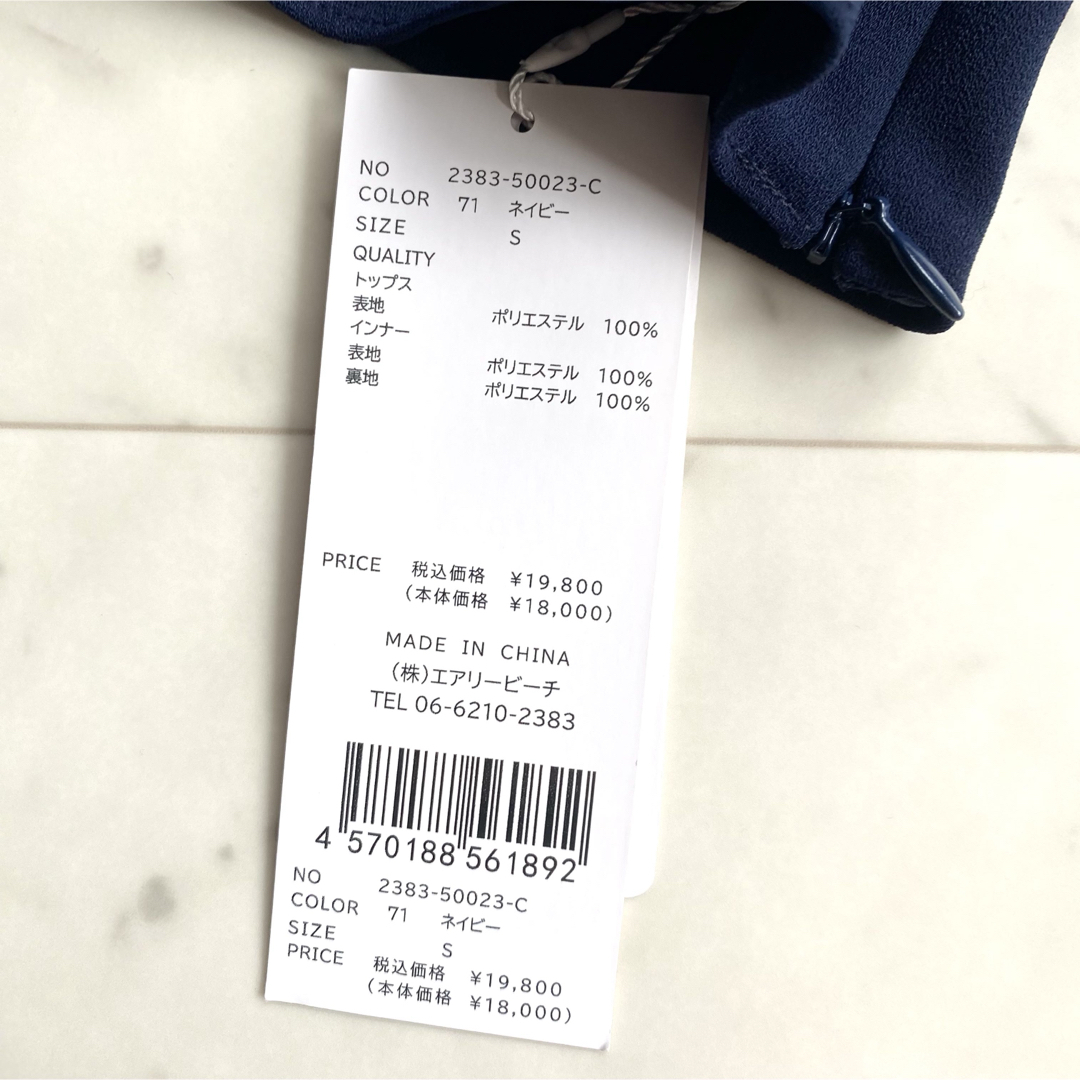 NO 2383-50023-C
COLOR 71 ネイビー
SIZE S
QUALITY
トップス
表地 ポリエステル 100%
インナー
表地 ポリエステル 100%
裏地 ポリエステル 100%
PRICE 税込価格 ¥19,800
(本体価格 ¥18,000)
MADE IN CHINA
(株)エアリービーチ
TEL 06-6210-2383
4 570188 561892
NO 2383-50023-C
COLOR 71 ネイビー
SIZE S
PRICE 税込価格 ¥19,800
(本体価格 ¥18,000)